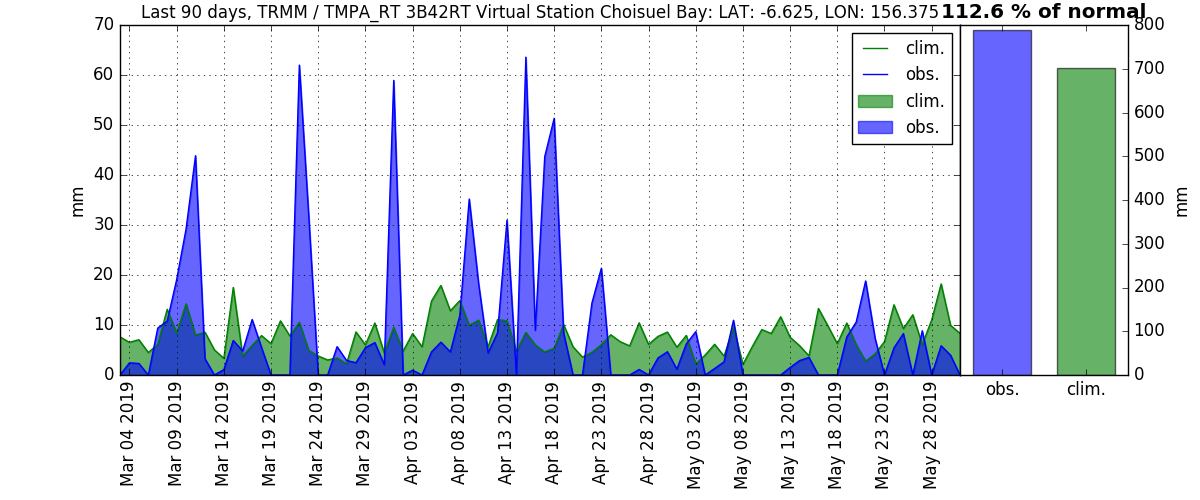 Last 90 days, TRMM / TMPA_RT 3B42RT Virtual Station Choisuel Bay: LAT: -6.625, LON: 156.375
112.6 % of normal
70
60
50
40
30
20
10
0
mm
clim.
obs.
clim.
obs.
Mar 04 2019
Mar 09 2019
Mar 14 2019
Mar 19 2019
Mar 24 2019
Mar 29 2019
Apr 03 2019
Apr 08 2019
Apr 13 2019
Apr 18 2019
Apr 23 2019
Apr 28 2019
May 03 2019
May 08 2019
May 13 2019
May 18 2019
May 23 2019
May 28 2019
800
700
600
500
400
300
200
100
0
mm
obs.
clim.